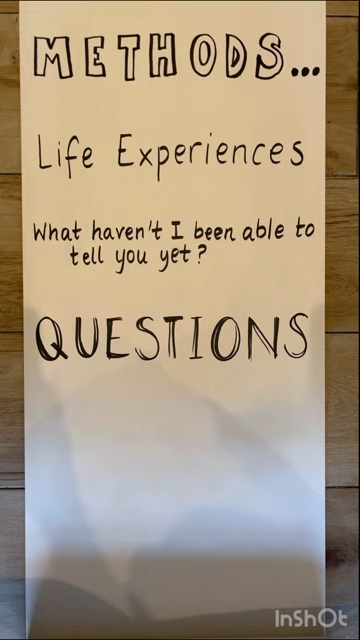 METHODS...
Life Experiences
What haven't I been able to
tell you yet?
QUESTIONS
InShOt